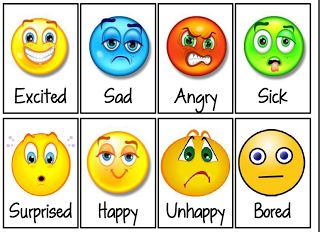 Excited Sad Angry Sick
Surprised Happy Unhappy Bored